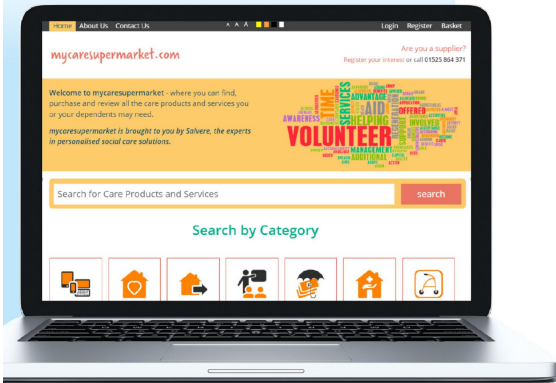 Home About Us Contact Us A A A Login Register Basket
mycaresupermarket.com
Are you a supplier?
Register your interest or call 01525 864 371
Welcome to mycaresupermarket - where you can find,
purchase and review all the care products and services you
or your dependents may need.
mycaresupermarket is brought to you by Salvere, the experts
in personalised social care solutions.
TIME
SERVICES
ADVANTAGE
AID
OFFERED
AWARENESS
HELPING
INVOLVED
VOLUNTEER
MANAGEMENT
ADDITIONAL
Search for Care Products and Services
search
Search by Category